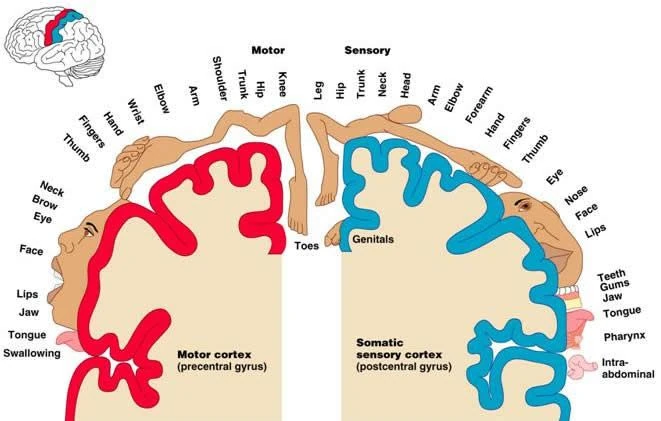 Motor
Sensory
Toes
Knee
Hip
Trunk
Shoulder
Arm
Elbow
Wrist
Hand
Fingers
Thumb
Neck
Brow
Eye
Face
Lips
Jaw
Tongue
Swallowing
Motor cortex
(precentral gyrus)
Leg
Hip
Trunk
Neck
Head
Arm
Elbow
Forearm
Hand
Fingers
Thumb
Eye
Nose
Face
Lips
Teeth
Gums
Jaw
Tongue
Pharynx
Intra-
abdominal
Genitals
Somatic
sensory cortex
(postcentral gyrus)